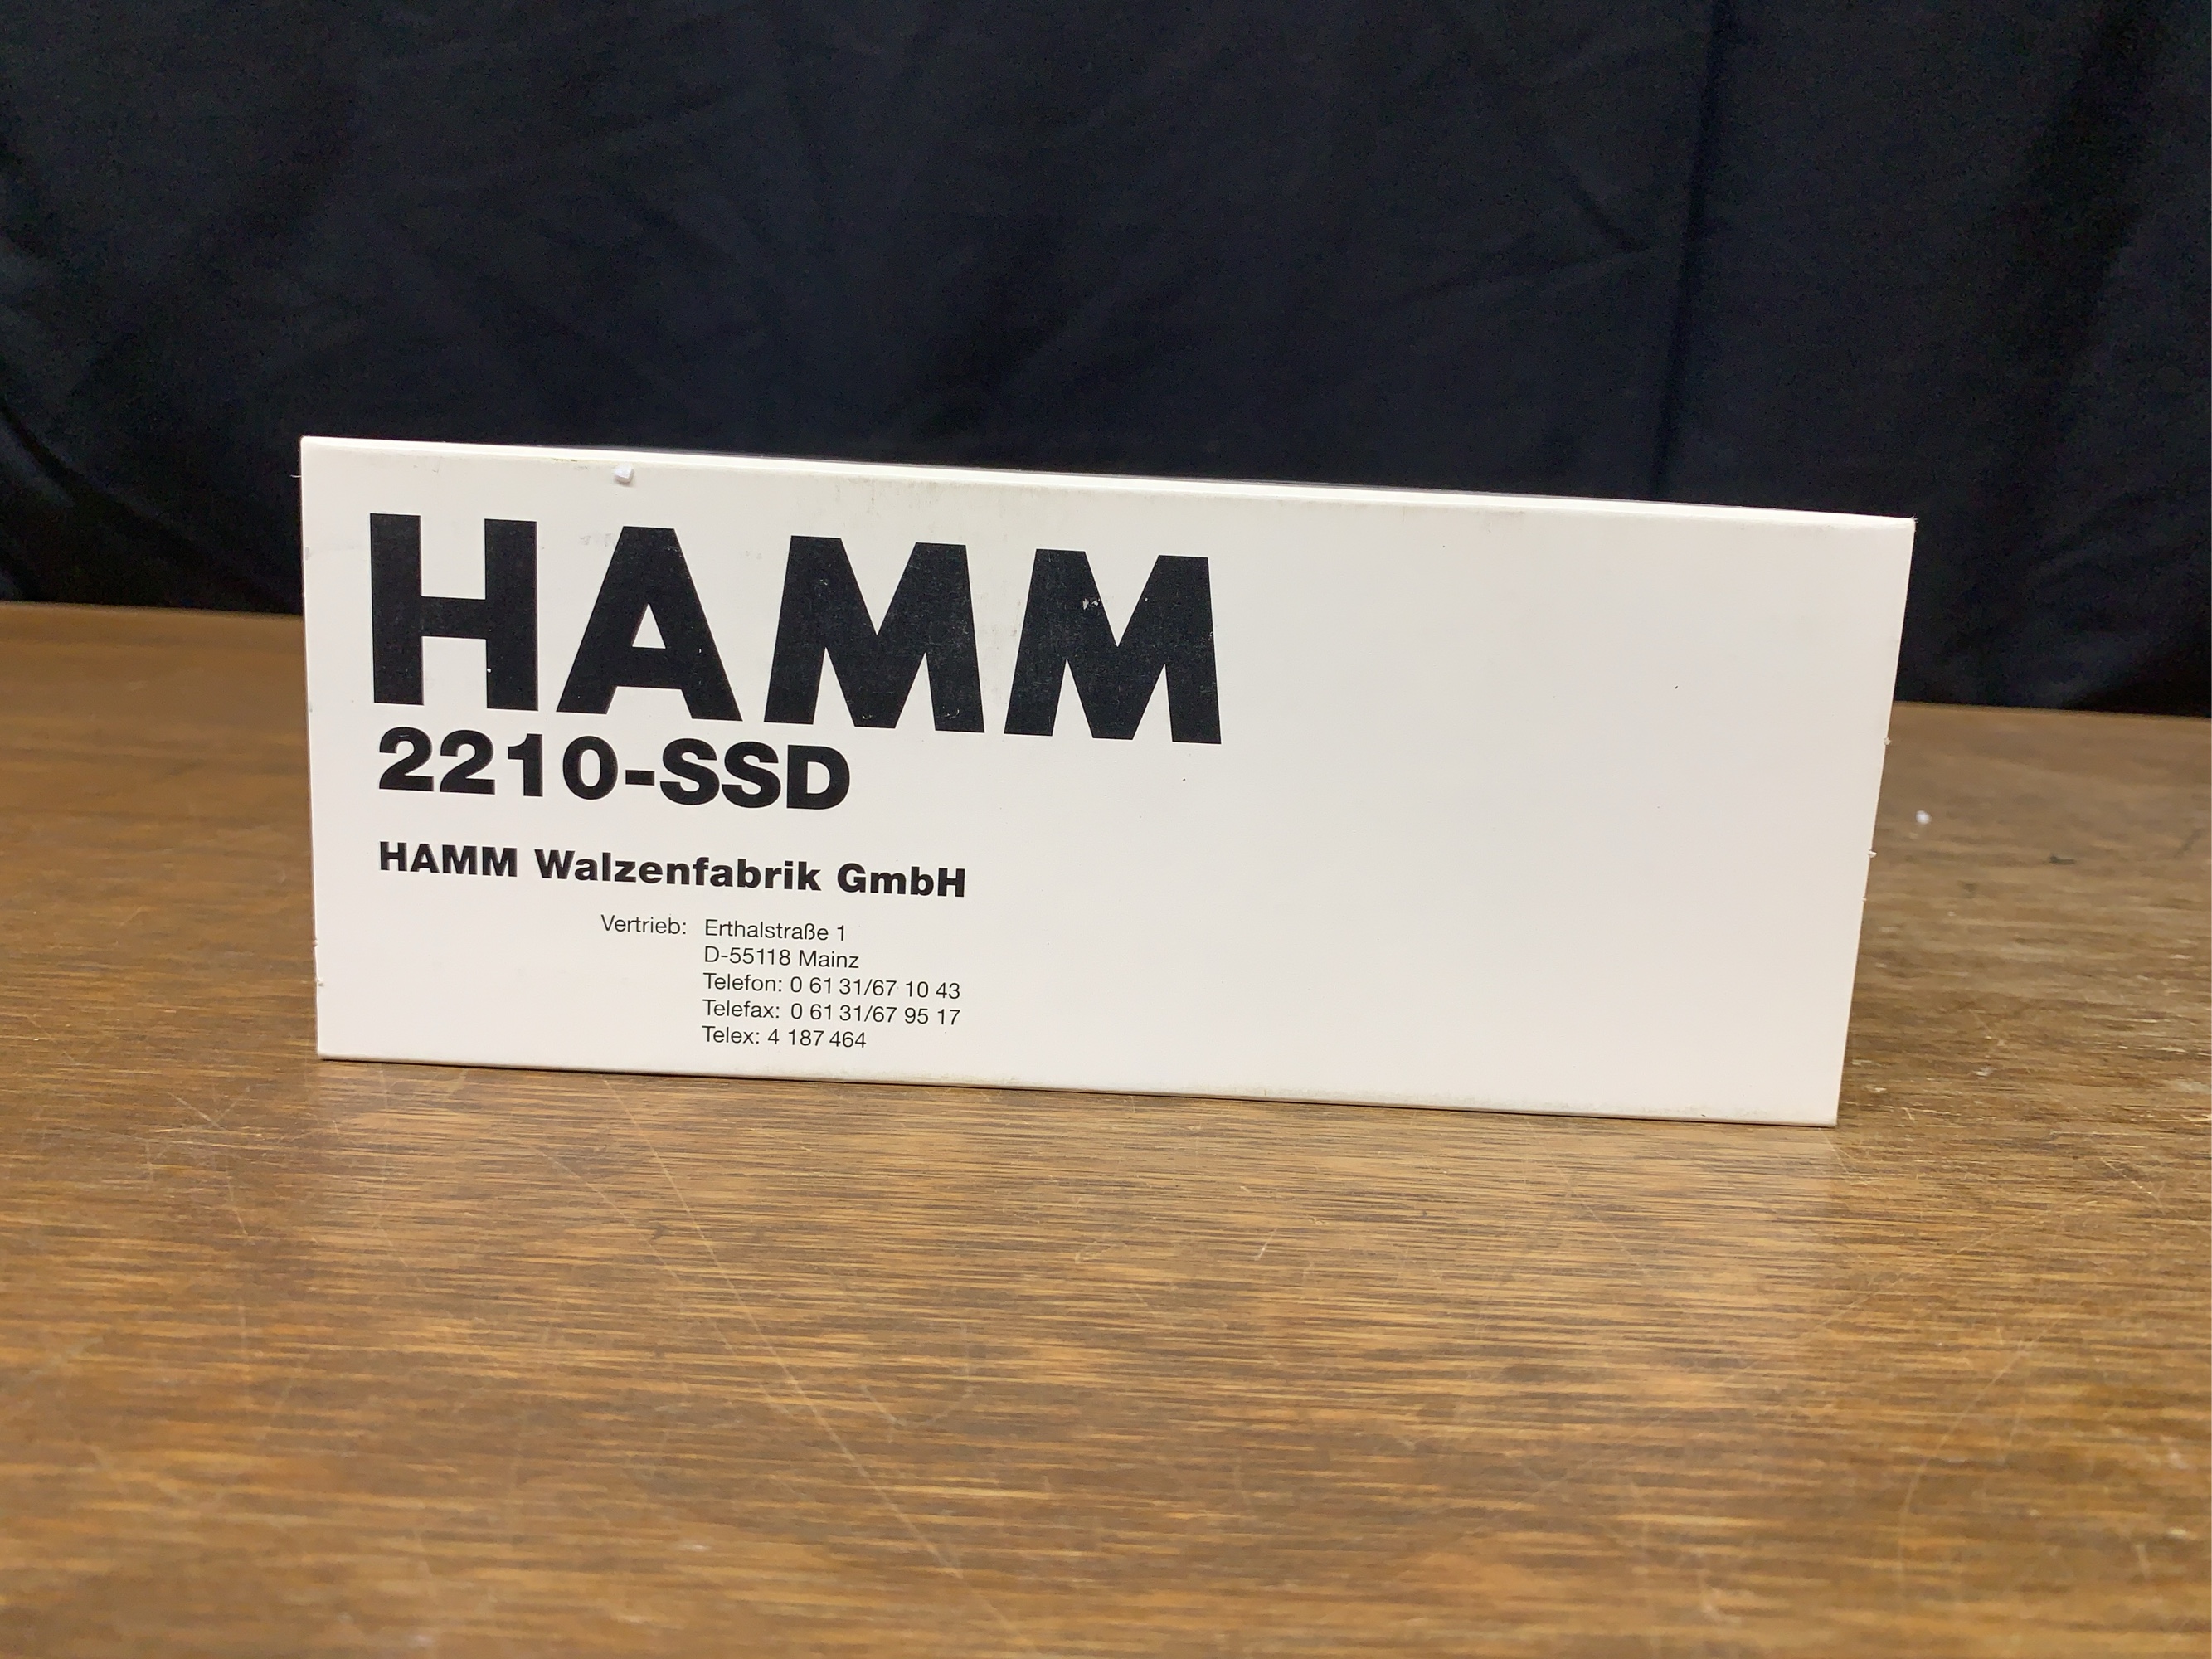 HAMM
2210-SSD
HAMM Walzenfabrik GmbH
Vertrieb: Erthalstraße 1
D-55118 Mainz
Telefon: 0 61 31/67 10 43
Telefax: 0 61 31/67 95 17
Telex: 4 187 464